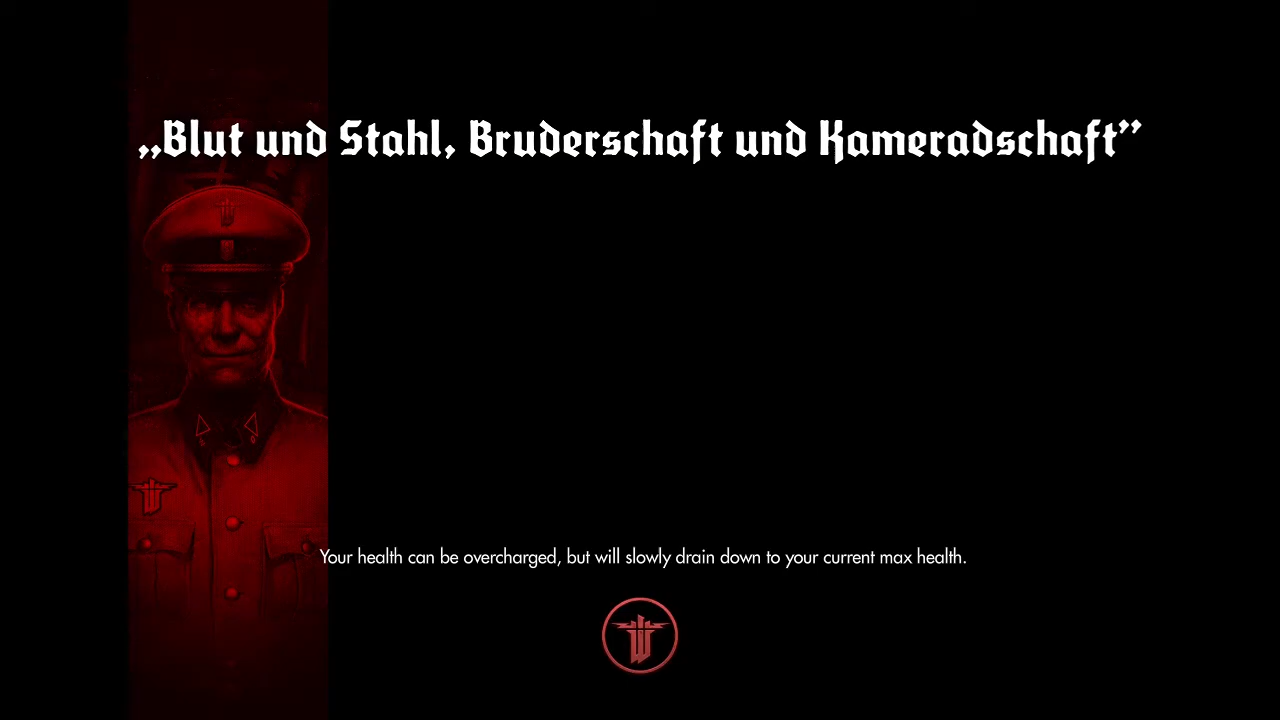 „Blut und Stahl, Bruderschaft und Kameradschaft”
Your health can be overcharged, but will slowly drain down to your current max health.